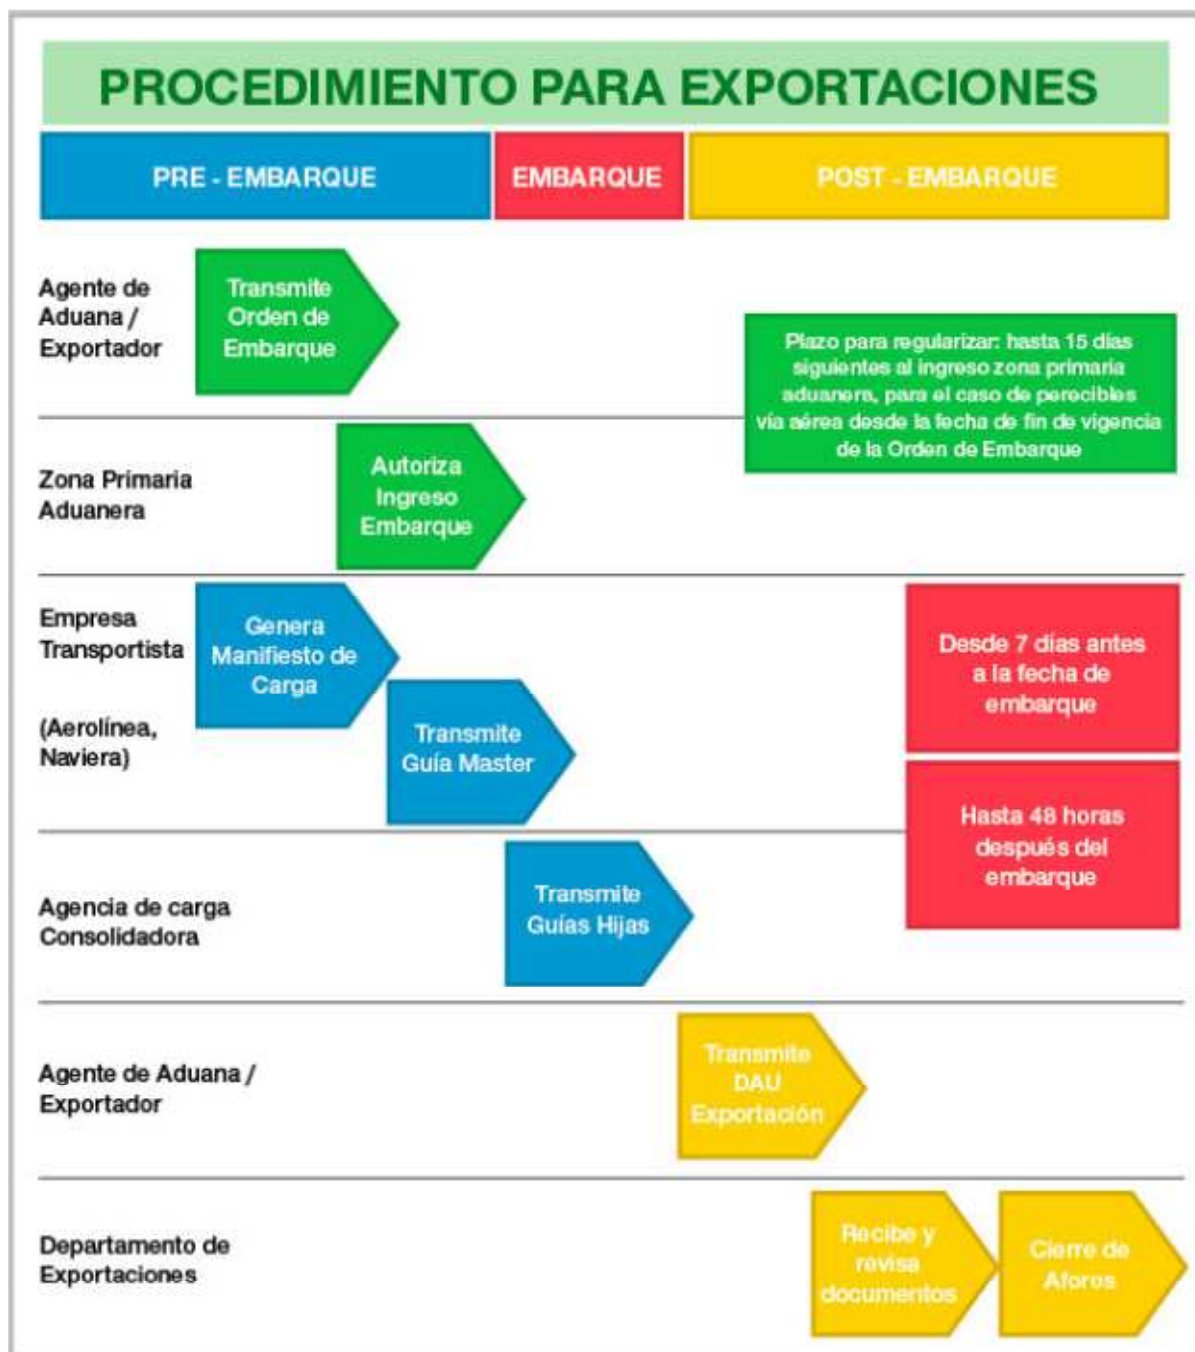 PROCEDIMIENTO PARA EXPORTACIONES
PRE - EMBARQUE
EMBARQUE
POST - EMBARQUE
Agente de
Aduana /
Exportador
Transmite
Orden de
Embarque
Plazo para regularizar: hasta 15 días
siguientes al ingreso zona primaria
aduanera, para el caso de perecibles
vía aérea desde la fecha de fin de vigencia
de la Orden de Embarque
Zona Primaria
Aduanera
Autoriza
Ingreso
Embarque
Empresa
Transportista
(Aerolínea,
Naviera)
Genera
Manifiesto de
Carga
Transmite
Guía Master
Desde 7 días antes
a la fecha de
embarque
Hasta 48 horas
después del
embarque
Agencia de carga
Consolidadora
Transmite
Guías Hijas
Agente de Aduana /
Exportador
Transmite
DAU
Exportación
Departamento de
Exportaciones
Recibe y
revisa
documentos
Cierre de
Aforos